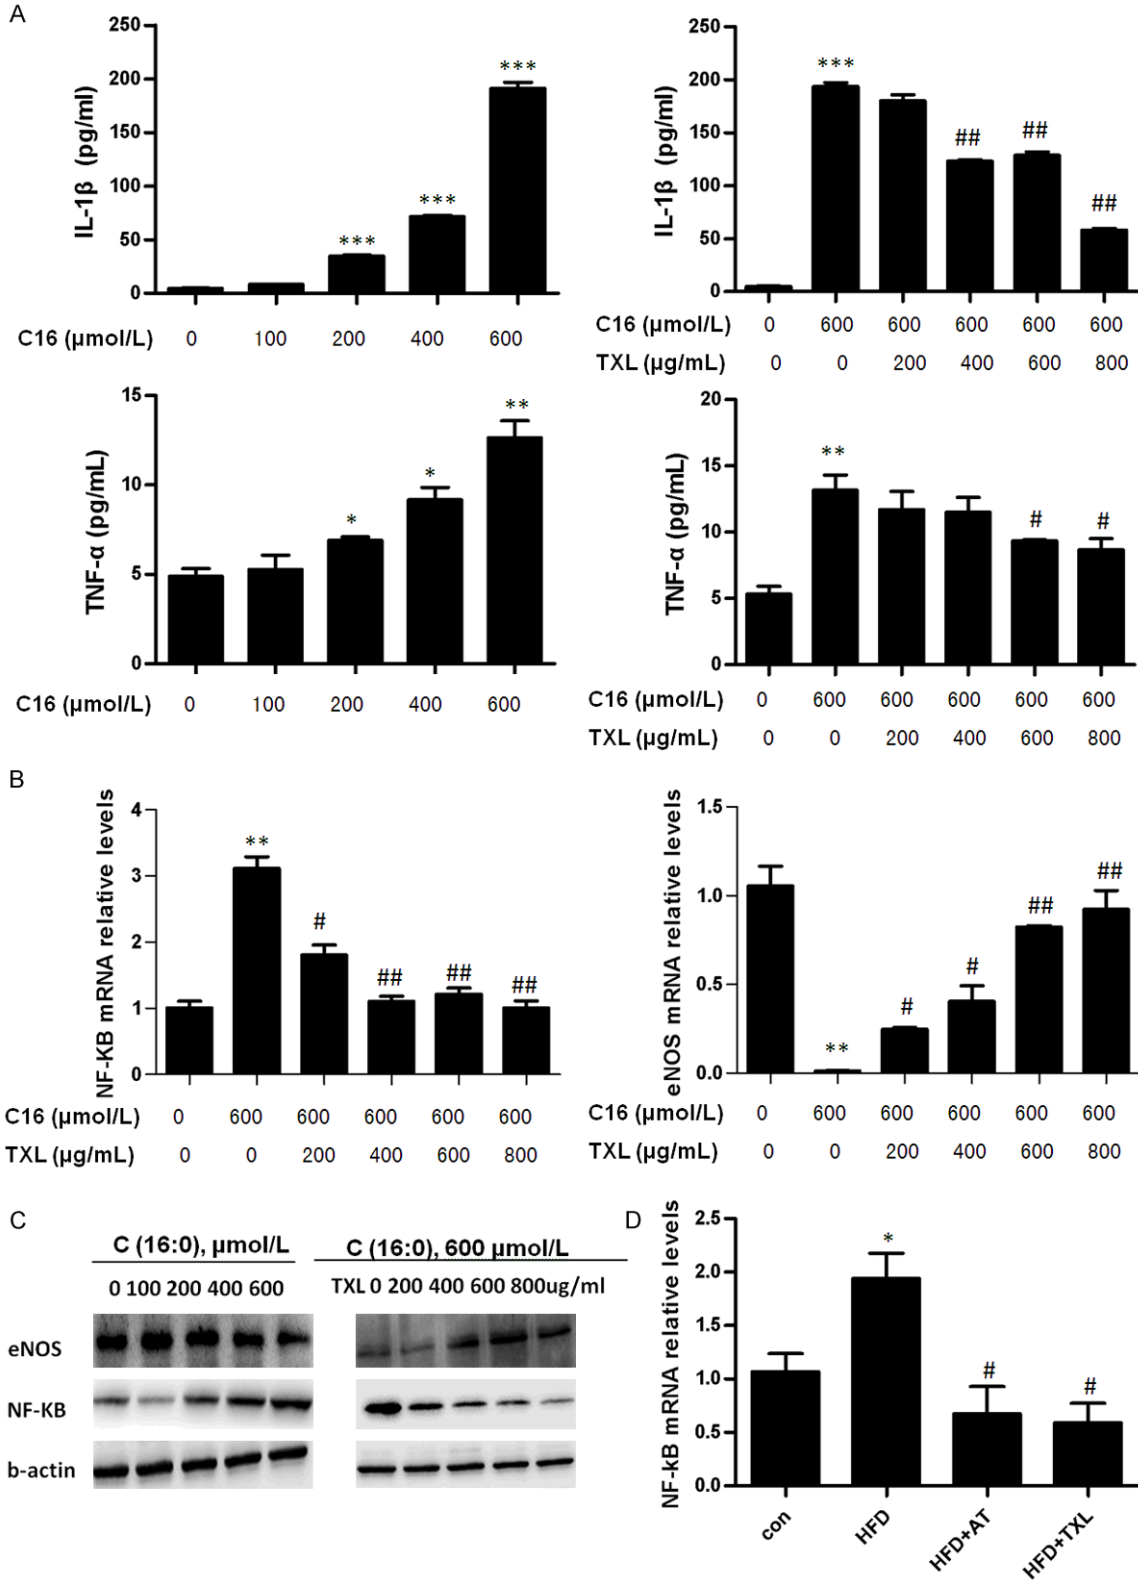 A
250
200
150
100
50
0
IL-1β (pg/ml)
***
***
***
C16 (μmol/L) 0 100 200 400 600
250
200
150
100
50
0
IL-1β (pg/ml)
***
##
##
##
C16 (μmol/L) 0 600 600 600 600 600
TXL (μg/mL) 0 0 200 400 600 800
15
10
5
0
TNF-α (pg/mL)
*
*
**
C16 (μmol/L) 0 100 200 400 600
20
15
10
5
0
TNF-α (pg/mL)
**
#
#
C16 (μmol/L) 0 600 600 600 600 600
TXL (μg/mL) 0 0 200 400 600 800
B
4
3
2
1
0
NF-KB mRNA relative levels
**
#
##
##
##
C16 (μmol/L) 0 600 600 600 600 600
TXL (μg/mL) 0 0 200 400 600 800
1.5
1.0
0.5
0.0
eNOS mRNA relative levels
**
#
#
##
##
C16 (μmol/L) 0 600 600 600 600 600
TXL (μg/mL) 0 0 200 400 600 800
C
C (16:0), μmol/L
0 100 200 400 600
C (16:0), 600 μmol/L
TXL 0 200 400 600 800ug/ml
eNOS
NF-KB
b-actin
D
2.5
2.0
1.5
1.0
0.5
0.0
NF-kB mRNA relative levels
*
#
#
con
HFD
HFD+AT
HFD+TXL